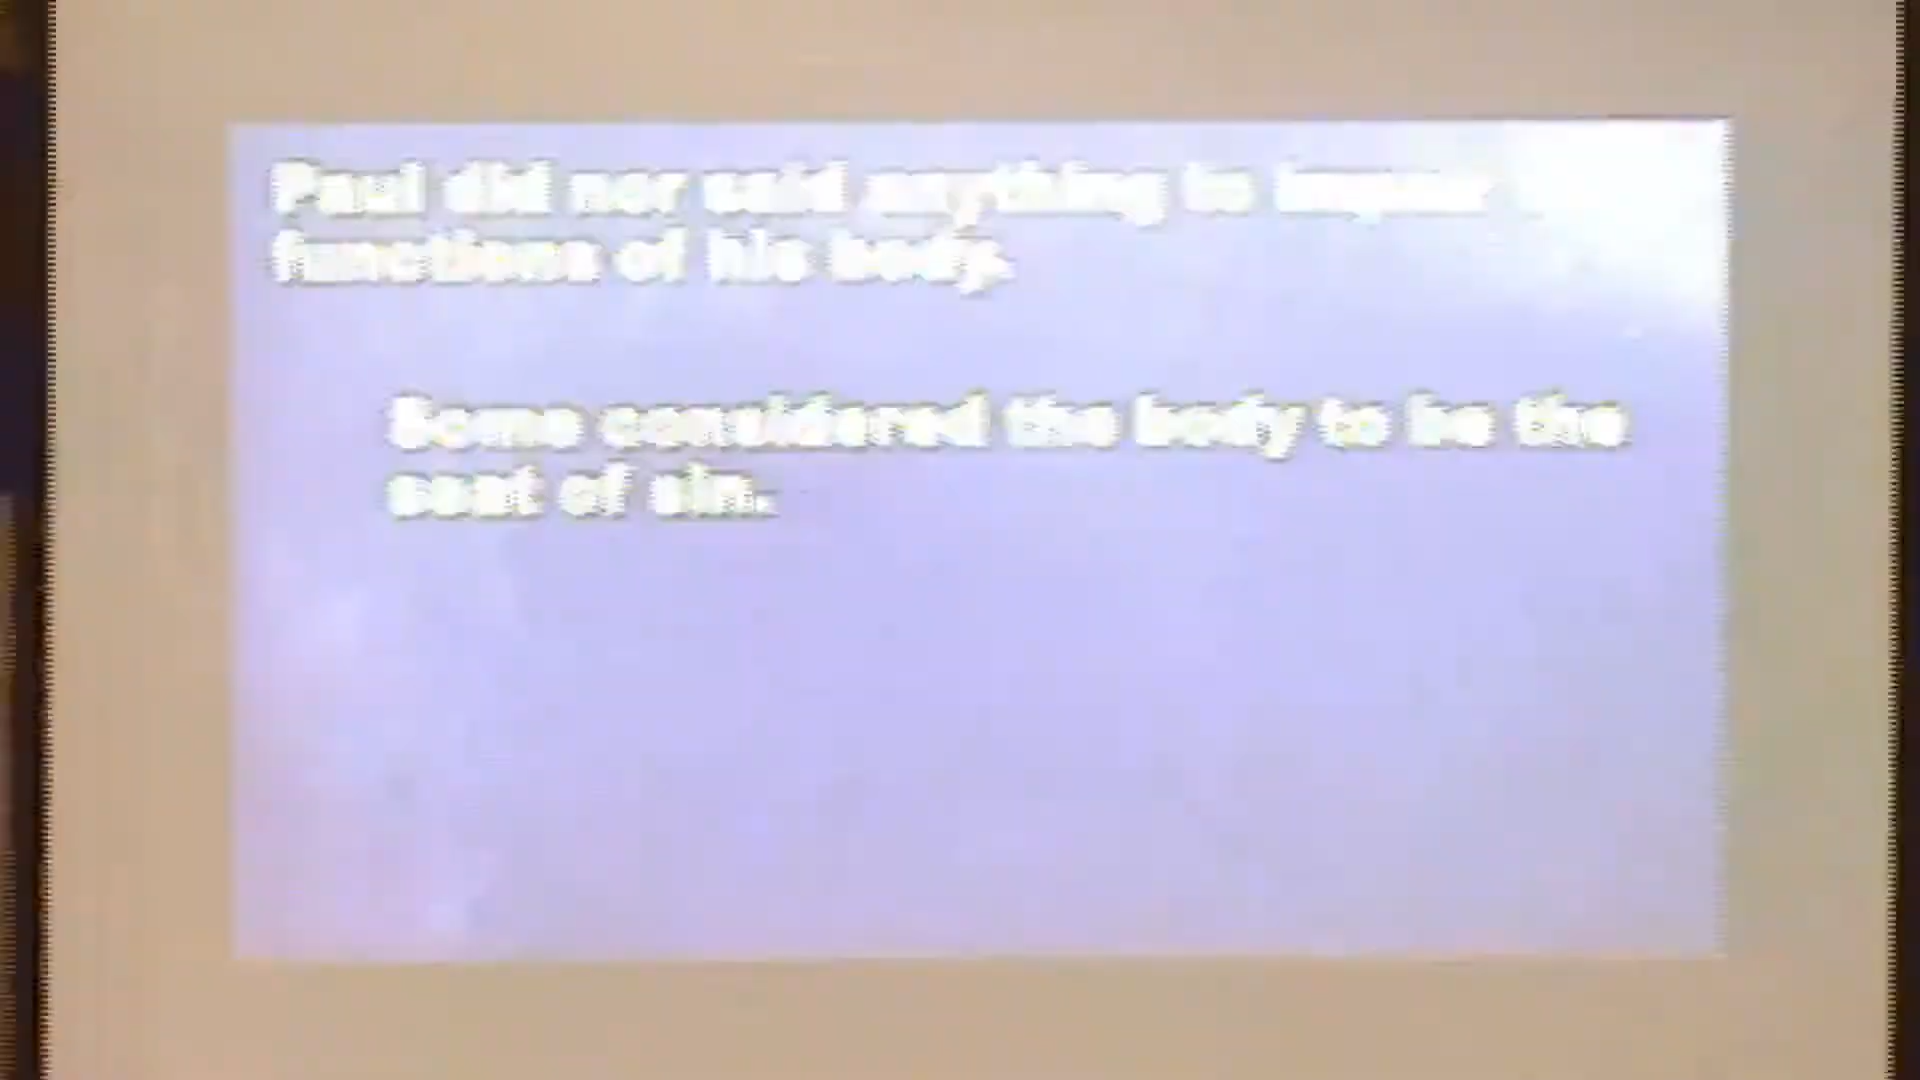 Paul did nor said anything to impair
functions of his body.
Some considered the body to be the
seat of sin.